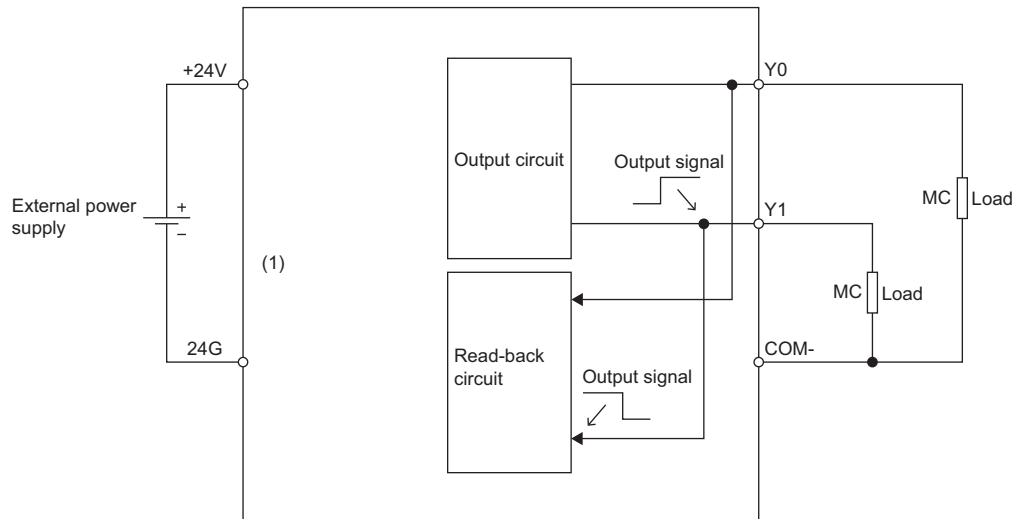 +24V
Y0
Output circuit
Output signal
External power
supply
+
−
MC
Load
Y1
(1)
MC
Load
24G
Read-back
circuit
COM-
Output signal